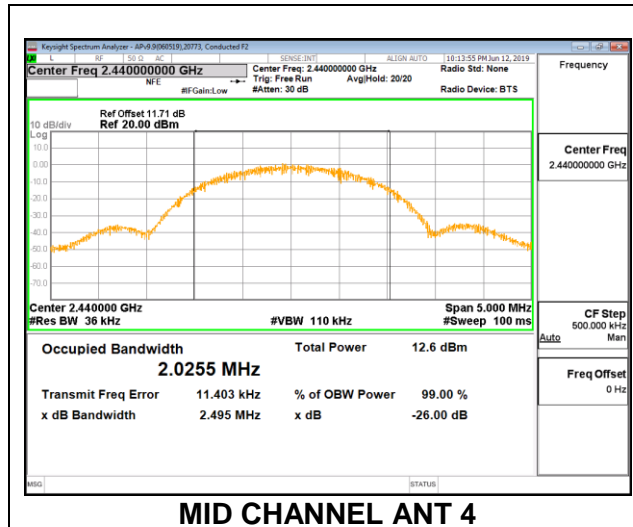 Keysight Spectrum Analyzer - APv9.9(060519),20773, Conducted F2
L RF 50 Ω AC SENSE:INT ALIGN AUTO 10:13:55 PM Jun 12, 2019
Center Freq 2.440000000 GHz Center Freq: 2.440000000 GHz Radio Std: None Frequency
NFE Trig: Free Run Avg|Hold: 20/20
#IFGain:Low #Atten: 30 dB Radio Device: BTS
Ref Offset 11.71 dB
10 dB/div Ref 20.00 dBm
Log
10.0
0.00
-10.0
-20.0
-30.0
-40.0
-50.0
-60.0
-70.0
Center Freq
2.440000000 GHz
Center 2.440000 GHz Span 5.000 MHz
#Res BW 36 kHz #VBW 110 kHz #Sweep 100 ms
CF Step
500.000 kHz
Auto Man
Occupied Bandwidth Total Power 12.6 dBm
2.0255 MHz
Transmit Freq Error 11.403 kHz % of OBW Power 99.00 %
x dB Bandwidth 2.495 MHz x dB -26.00 dB
Freq Offset
0 Hz
MSG STATUS
MID CHANNEL ANT 4